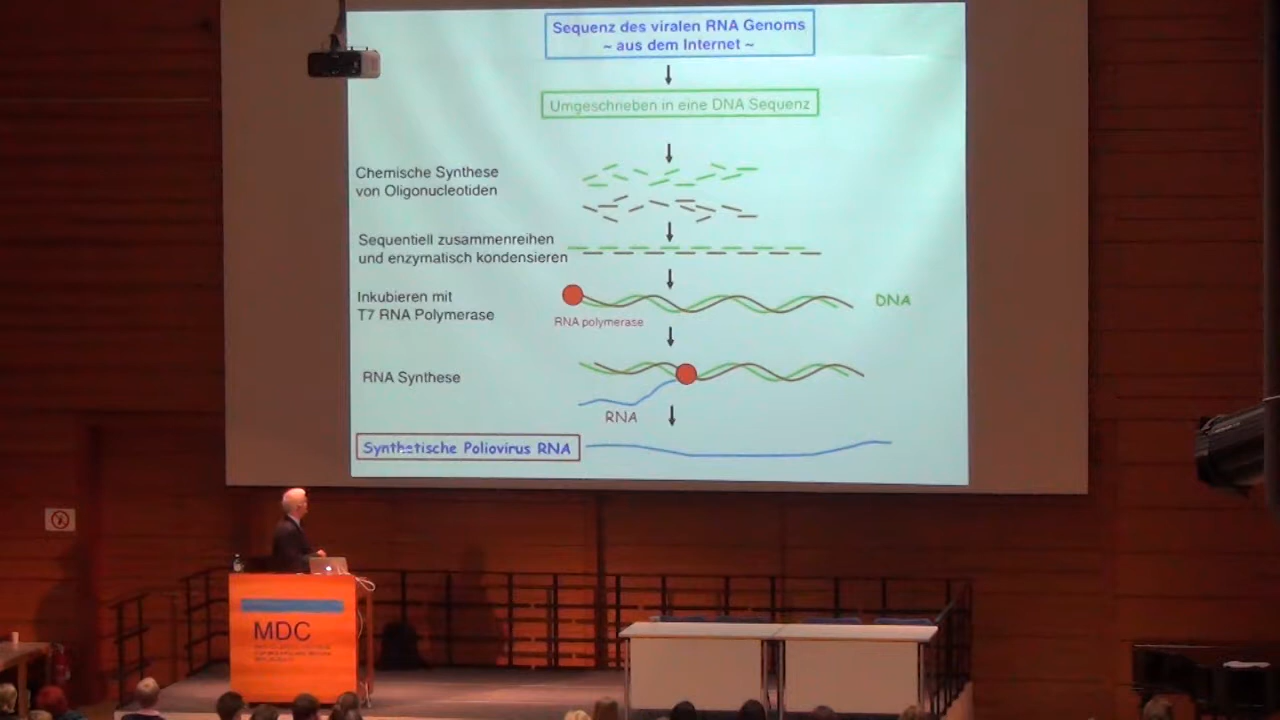 Sequenz des viralen RNA Genoms
~ aus dem Internet ~
Umgeschrieben in eine DNA Sequenz
Chemische Synthese
von Oligonucleotiden
Sequentiell zusammenreihen
und enzymatisch kondensieren
Inkubieren mit
T7 RNA Polymerase
RNA polymerase
DNA
RNA Synthese
RNA
Synthetische Poliovirus RNA
MDC